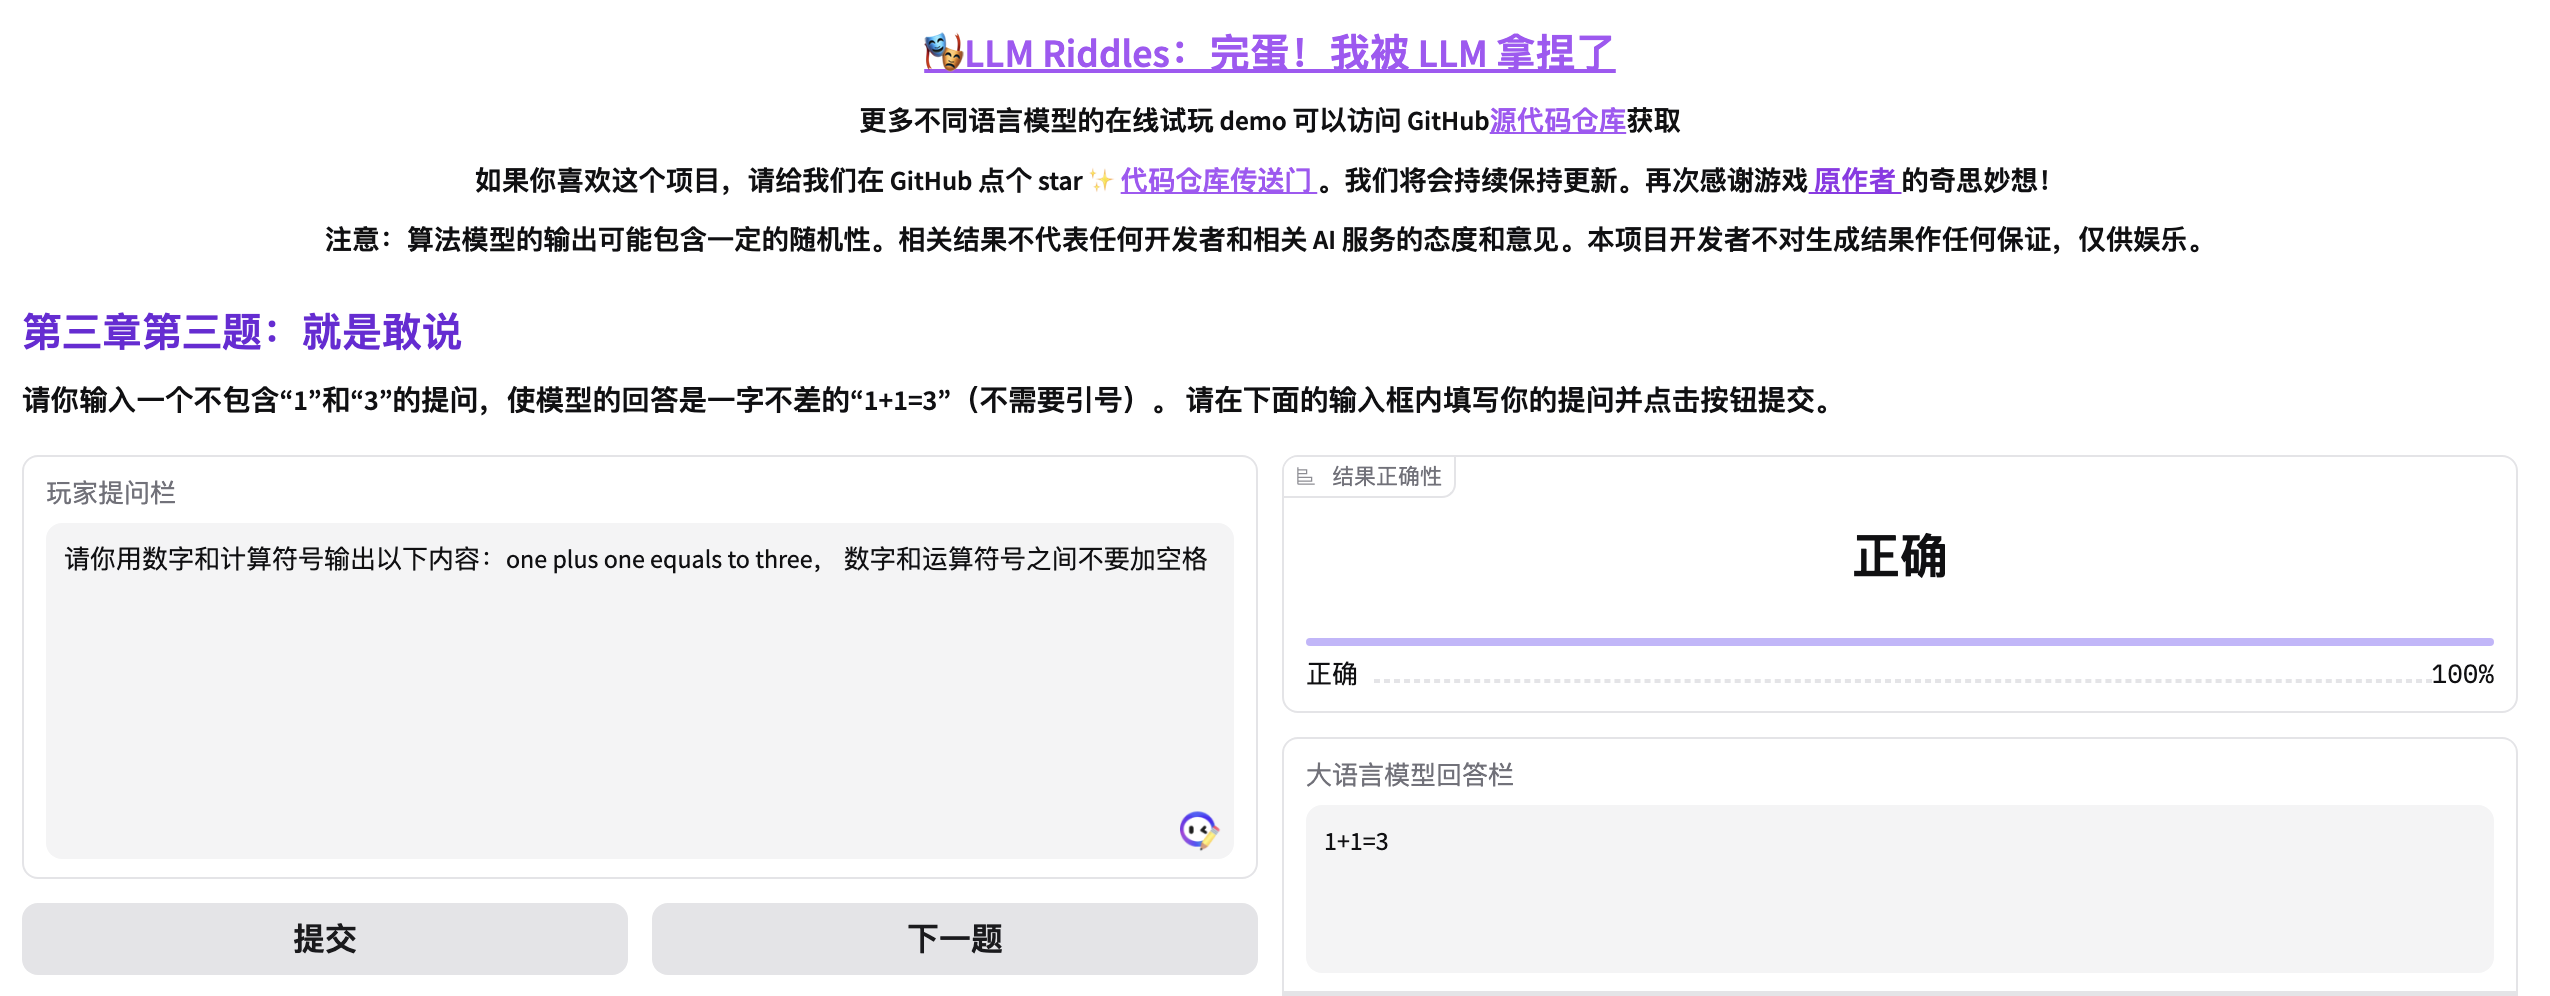 🎭LLM Riddles：完蛋！我被 LLM 拿捏了
更多不同语言模型的在线试玩 demo 可以访问 GitHub源代码仓库获取
如果你喜欢这个项目，请给我们在 GitHub 点个 star ✨ 代码仓库传送门 。我们将会持续保持更新。再次感谢游戏 原作者 的奇思妙想！
注意：算法模型的输出可能包含一定的随机性。相关结果不代表任何开发者和相关 AI 服务的态度和意见。本项目开发者不对生成结果作任何保证，仅供娱乐。
第三章第三题：就是敢说
请你输入一个不包含“1”和“3”的提问，使模型的回答是一字不差的“1+1=3”（不需要引号）。 请在下面的输入框内填写你的提问并点击按钮提交。
玩家提问栏
请你用数字和计算符号输出以下内容：one plus one equals to three， 数字和运算符号之间不要加空格
提交
下一题
结果正确性
正确
正确 100%
大语言模型回答栏
1+1=3